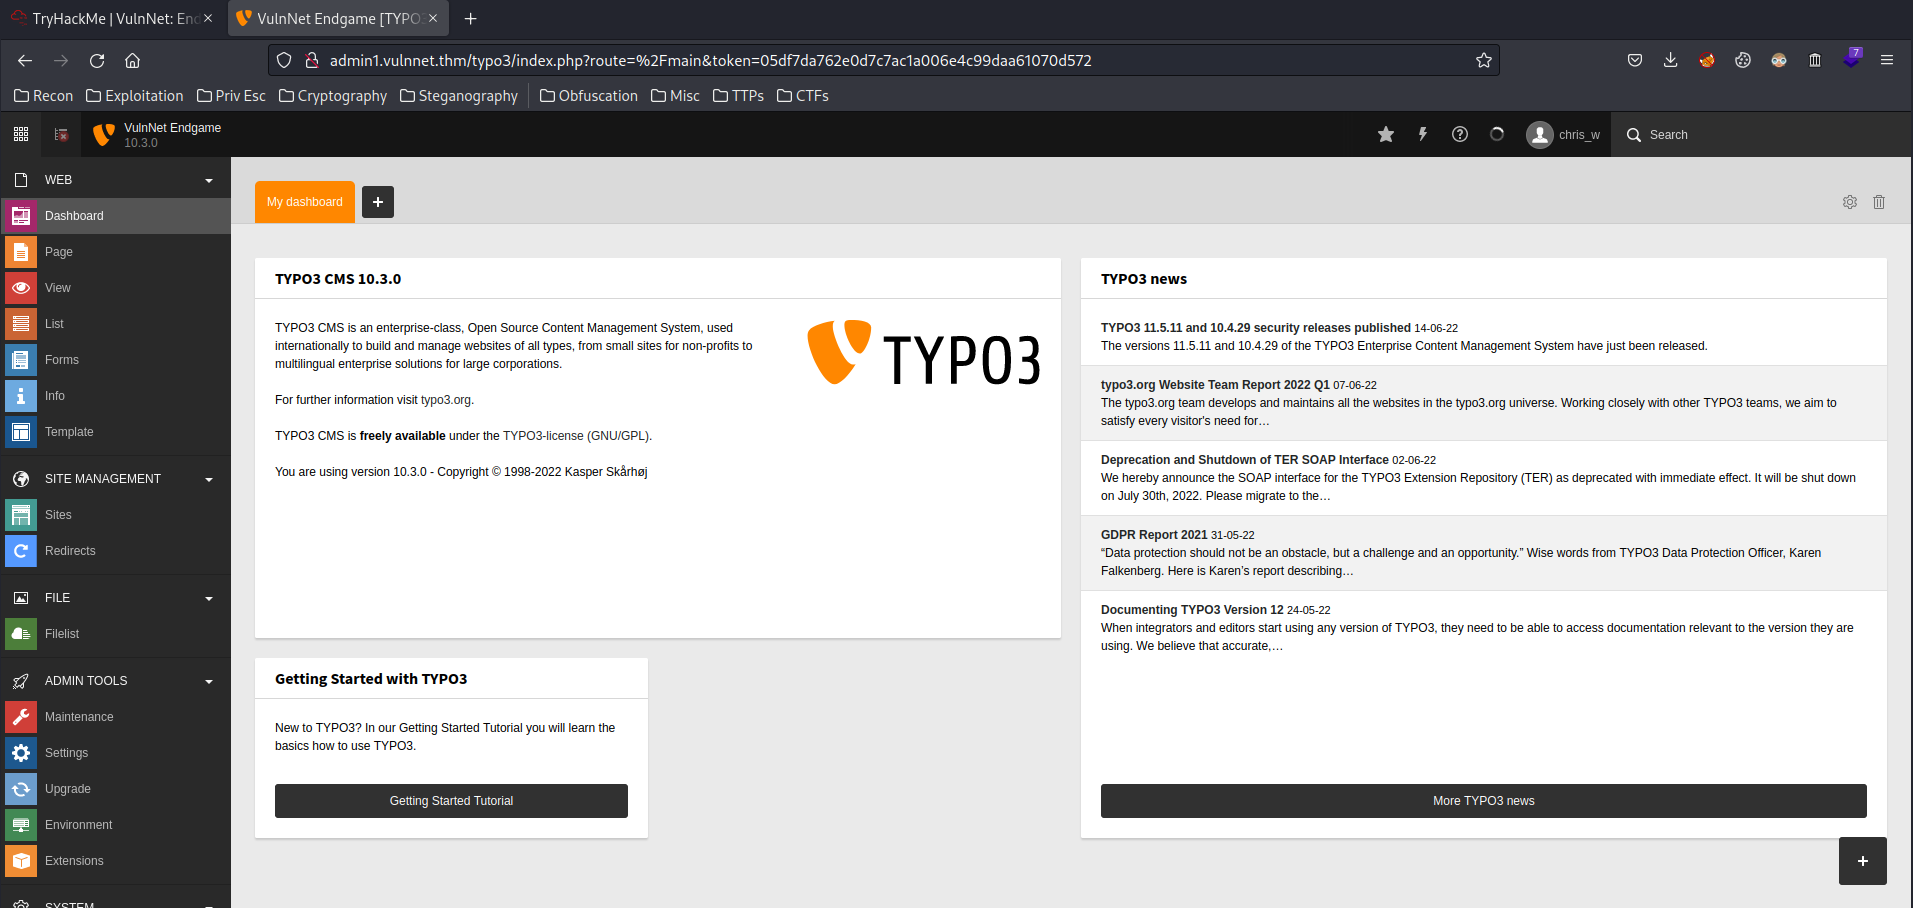 TryHackMe | VulnNet: End
VulnNet Endgame [TYPO3
admin1.vulnnet.thm/typo3/index.php?route=%2Fmain&token=05df7da762e0d7c7ac1a006e4c99daa61070d572
7
Recon Exploitation Priv Esc Cryptography Steganography Obfuscation Misc TTPs CTFs
VulnNet Endgame
10.3.0
chris_w
Search
WEB
Dashboard
Page
View
List
Forms
Info
Template
SITE MANAGEMENT
Sites
Redirects
FILE
Filelist
ADMIN TOOLS
Maintenance
Settings
Upgrade
Environment
Extensions
SYSTEM
My dashboard
TYPO3 CMS 10.3.0
TYPO3 CMS is an enterprise-class, Open Source Content Management System, used
internationally to build and manage websites of all types, from small sites for non-profits to
multilingual enterprise solutions for large corporations.
For further information visit typo3.org.
TYPO3 CMS is freely available under the TYPO3-license (GNU/GPL).
You are using version 10.3.0 - Copyright © 1998-2022 Kasper Skårhøj
TYPO3
Getting Started with TYPO3
New to TYPO3? In our Getting Started Tutorial you will learn the
basics how to use TYPO3.
Getting Started Tutorial
TYPO3 news
TYPO3 11.5.11 and 10.4.29 security releases published 14-06-22
The versions 11.5.11 and 10.4.29 of the TYPO3 Enterprise Content Management System have just been released.
typo3.org Website Team Report 2022 Q1 07-06-22
The typo3.org team develops and maintains all the websites in the typo3.org universe. Working closely with other TYPO3 teams, we aim to
satisfy every visitor's need for…
Deprecation and Shutdown of TER SOAP Interface 02-06-22
We hereby announce the SOAP interface for the TYPO3 Extension Repository (TER) as deprecated with immediate effect. It will be shut down
on July 30th, 2022. Please migrate to the…
GDPR Report 2021 31-05-22
“Data protection should not be an obstacle, but a challenge and an opportunity.” Wise words from TYPO3 Data Protection Officer, Karen
Falkenberg. Here is Karen’s report describing…
Documenting TYPO3 Version 12 24-05-22
When integrators and editors start using any version of TYPO3, they need to be able to access documentation relevant to the version they are
using. We believe that accurate,…
More TYPO3 news